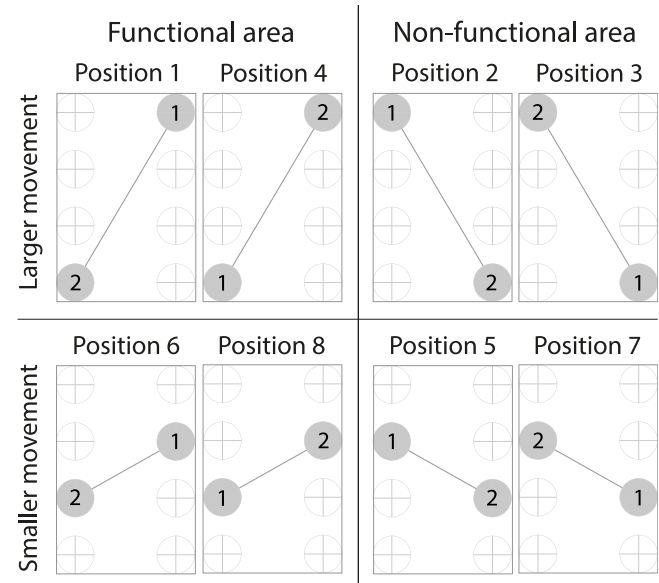 Functional area Non-functional area
Position 1 Position 4 Position 2 Position 3
Larger movement
1 2 1 2
2 1 2 1
Position 6 Position 8 Position 5 Position 7
Smaller movement
1 2 1 2
2 1 2 1